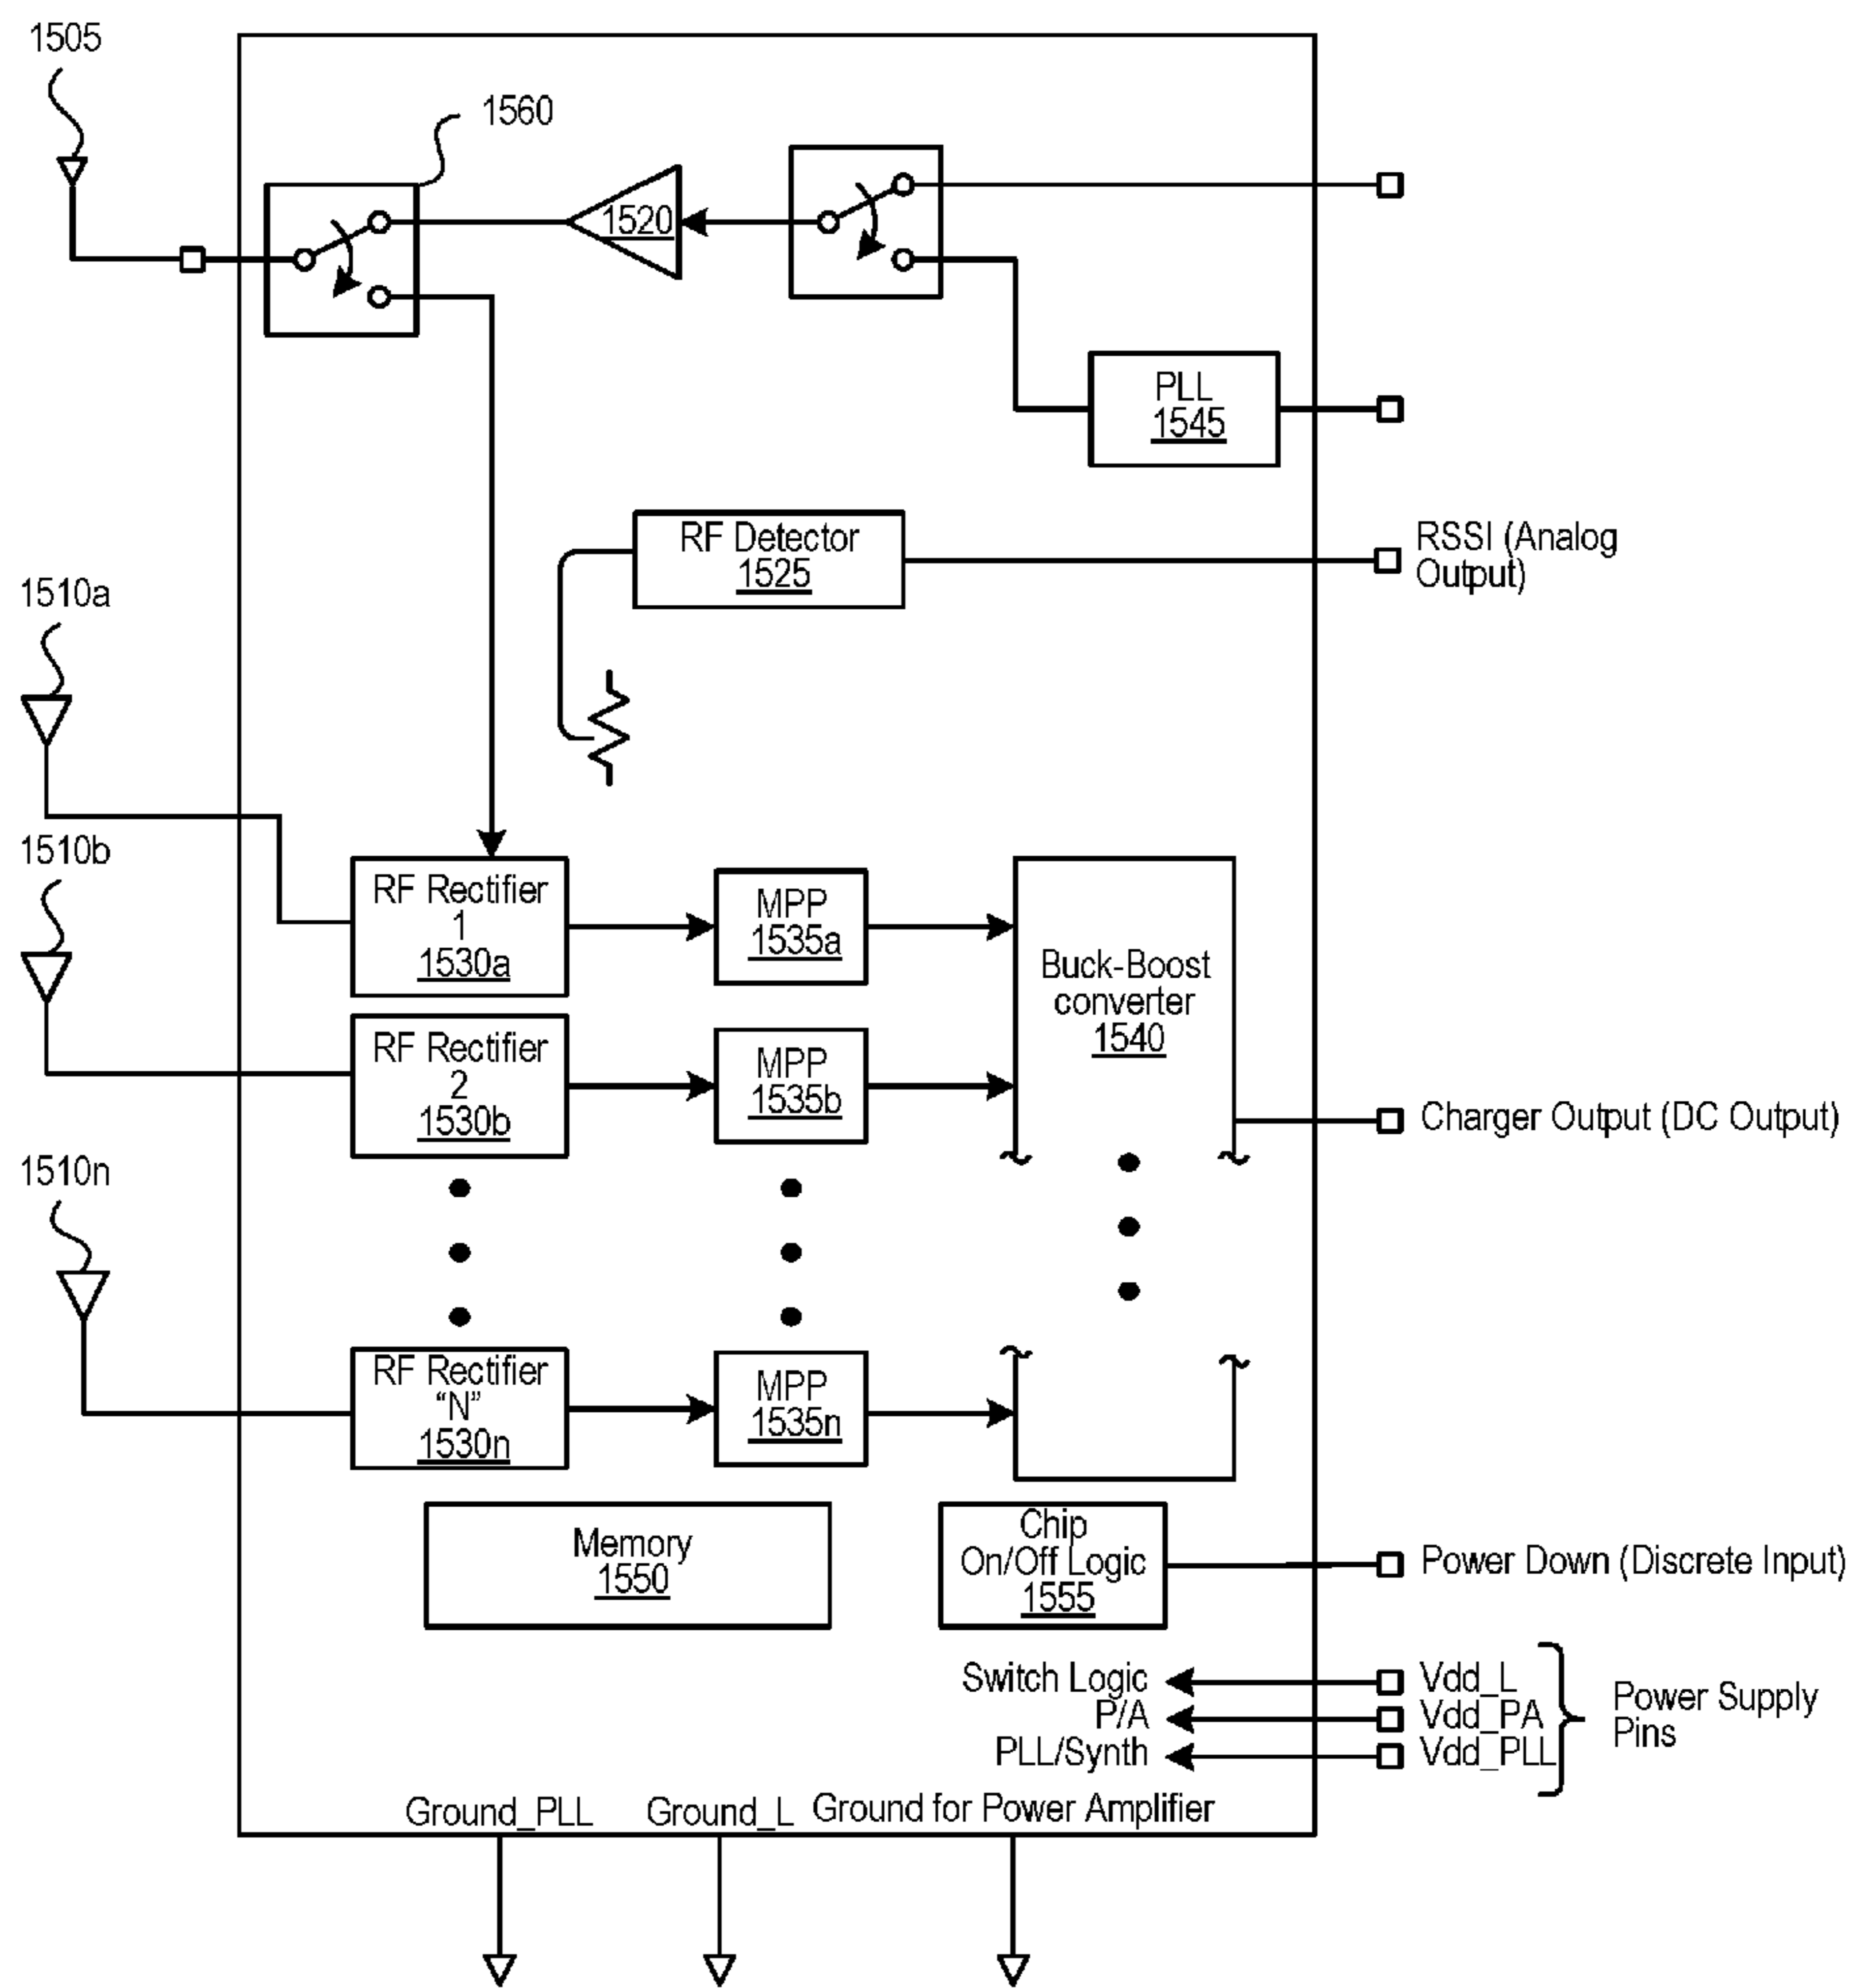 1505
1560
1520
PLL
1545
RF Detector
1525
RSSI (Analog
Output)
1510a
1510b
RF Rectifier
1
1530a
MPP
1535a
Buck-Boost
converter
1540
RF Rectifier
2
1530b
MPP
1535b
Charger Output (DC Output)
1510n
RF Rectifier
“N”
1530n
MPP
1535n
Memory
1550
Chip
On/Off Logic
1555
Power Down (Discrete Input)
Switch Logic
Vdd_L
P/A
Vdd_PA
PLL/Synth
Vdd_PLL
Power Supply
Pins
Ground_PLL
Ground_L
Ground for Power Amplifier